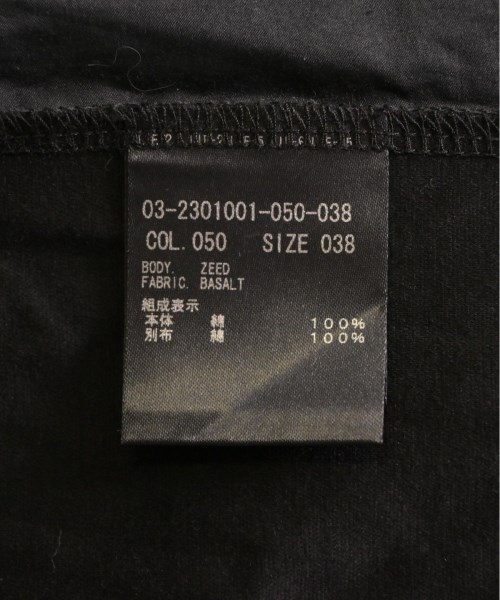 03-2301001-050-038
COL. 050 SIZE 038
BODY. ZEED
FABRIC. BASALT
組成表示
本体 綿 100%
別布 綿 100%